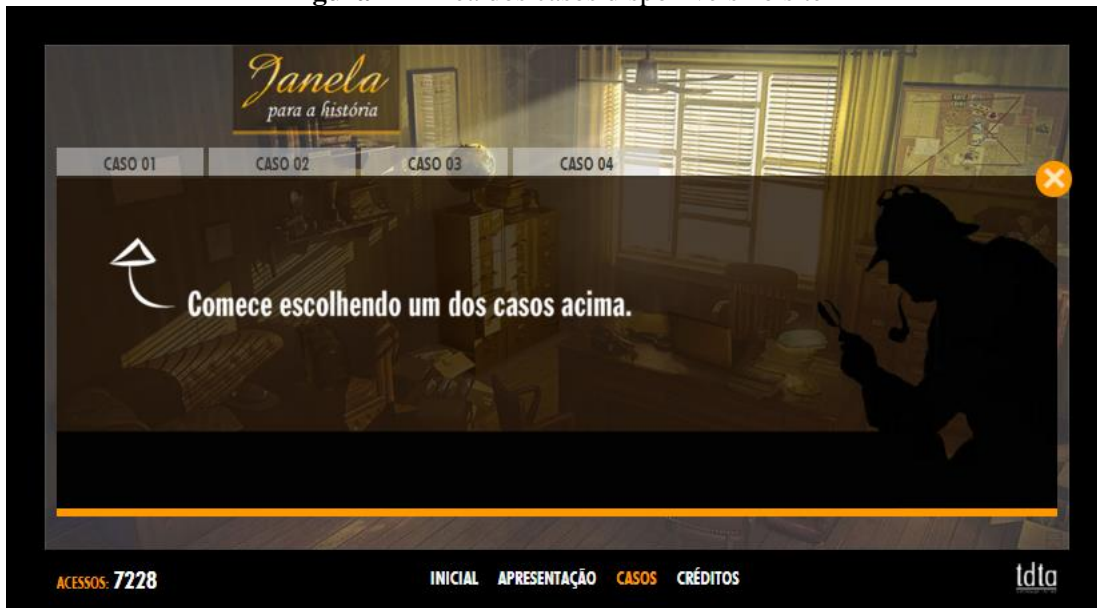 Janela
para a história
CASO 01 CASO 02 CASO 03 CASO 04
Comece escolhendo um dos casos acima.
ACESSOS: 7228 INICIAL APRESENTAÇÃO CASOS CRÉDITOS tdta